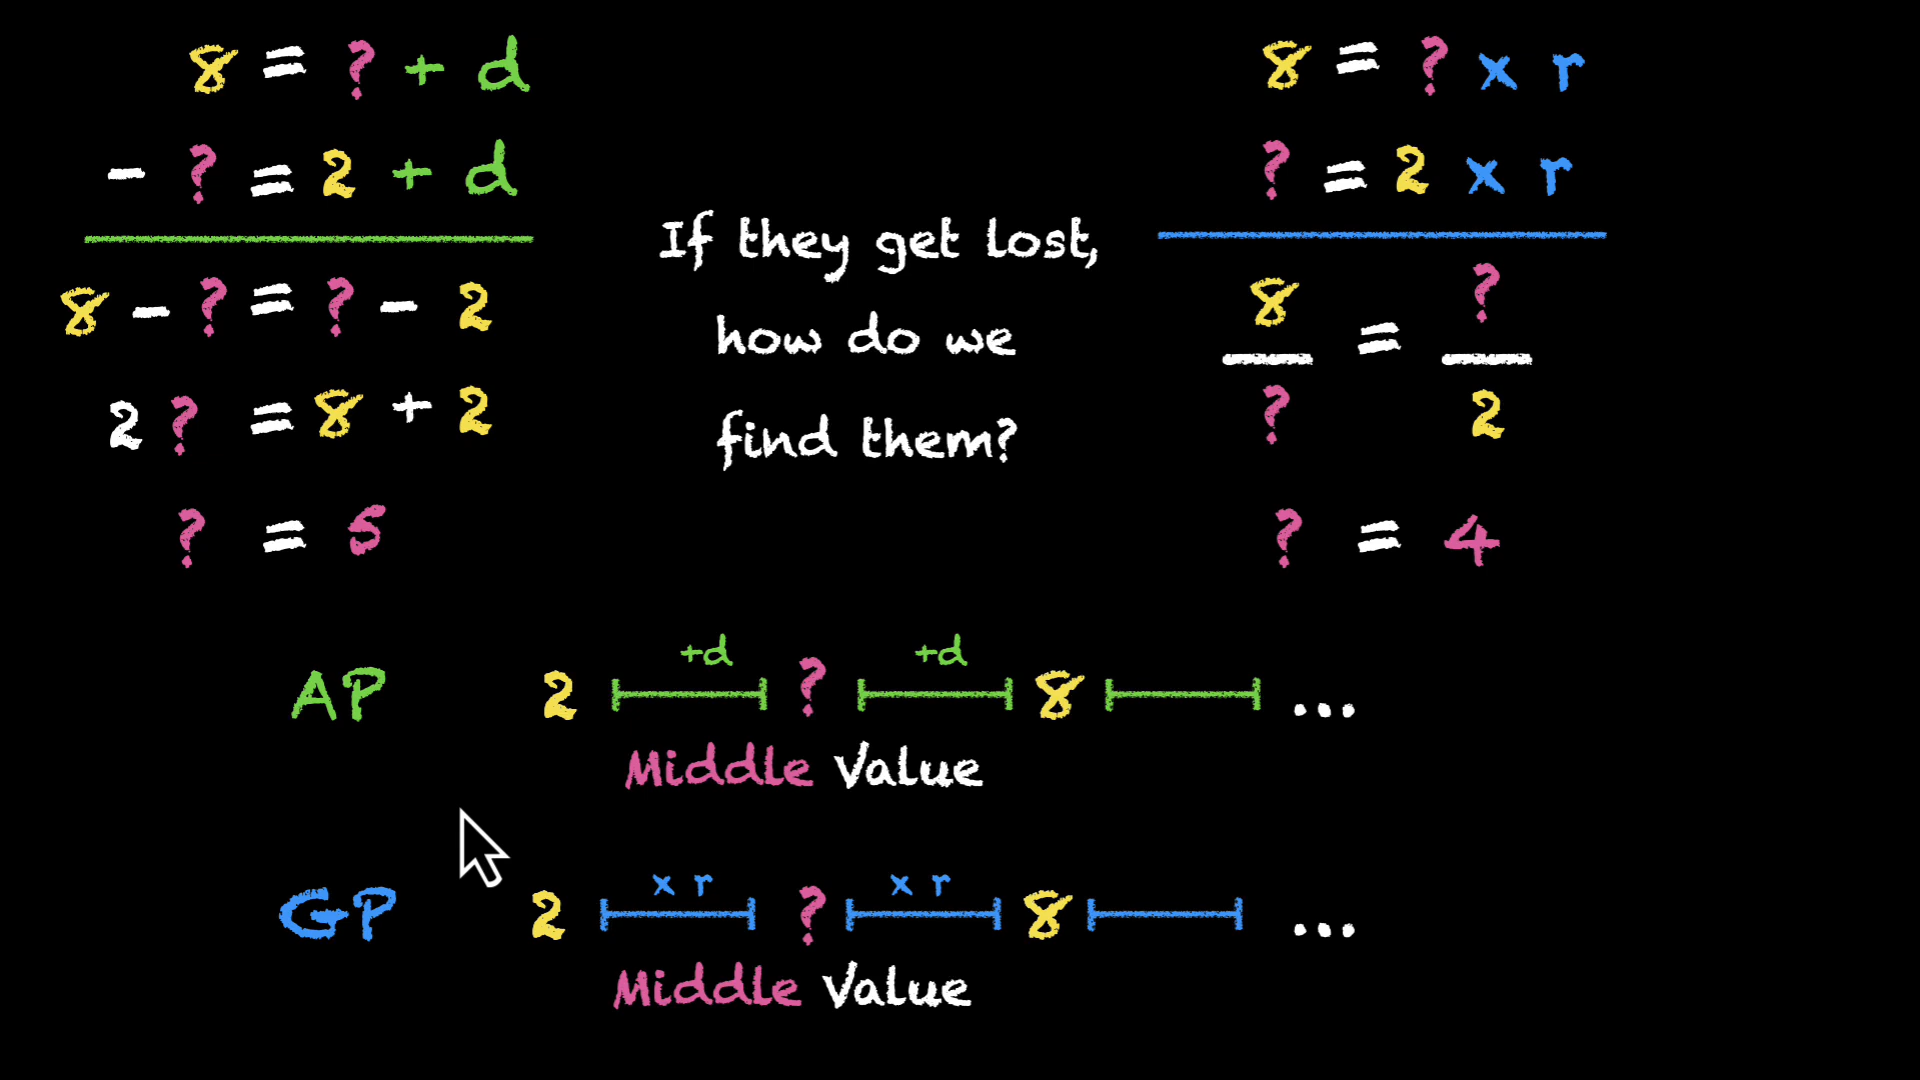 8 = ? + d
- ? = 2 + d
8 - ? = ? - 2
2 ? = 8 + 2
? = 5
If they get lost,
how do we
find them?
8 = ? x r
? = 2 x r
8 = ?
? 2
? = 4
+d +d
AP 2 ? 8 ...
Middle Value
x r x r
GP 2 ? 8 ...
Middle Value